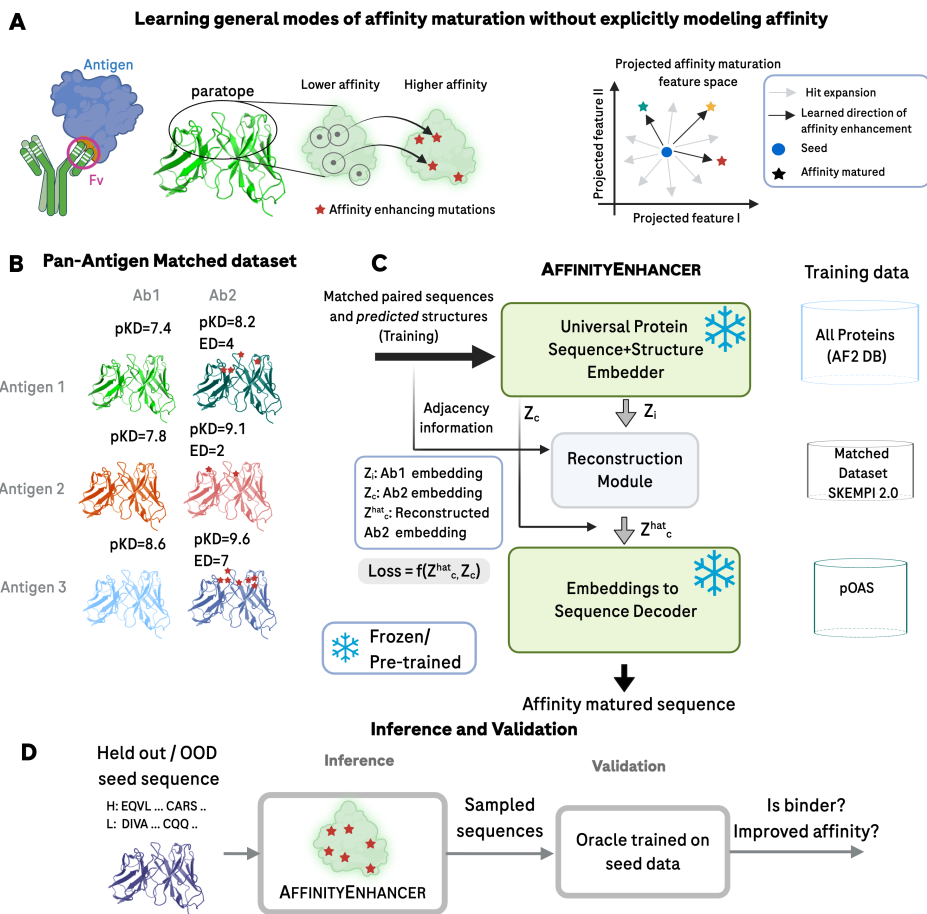 A
Learning general modes of affinity maturation without explicitly modeling affinity
Antigen
Fv
paratope
Lower affinity
Higher affinity
Affinity enhancing mutations
Projected affinity maturation
feature space
Projected feature II
Projected feature I
Hit expansion
Learned direction of
affinity enhancement
Seed
Affinity matured
B
Pan-Antigen Matched dataset
Ab1
Ab2
pKD=7.4
pKD=8.2
ED=4
Antigen 1
pKD=7.8
pKD=9.1
ED=2
Antigen 2
pKD=8.6
pKD=9.6
ED=7
Antigen 3
C
AFFINITYENHANCER
Training data
Matched paired sequences
and predicted structures
(Training)
Universal Protein
Sequence+Structure
Embedder
All Proteins
(AF2 DB)
Adjacency
information
Zc
Zi
Reconstruction
Module
Matched
Dataset
SKEMPI 2.0
Zi: Ab1 embedding
Zc: Ab2 embedding
Z^hat_c: Reconstructed
Ab2 embedding
Z^hat_c
Loss = f(Z^hat_c, Zc)
Embeddings to
Sequence Decoder
pOAS
Frozen/
Pre-trained
Affinity matured sequence
D
Inference and Validation
Held out / OOD
seed sequence
H: EQVL ... CARS ..
L: DIVA ... CQQ ..
Inference
AFFINITYENHANCER
Sampled
sequences
Validation
Oracle trained on
seed data
Is binder?
Improved affinity?